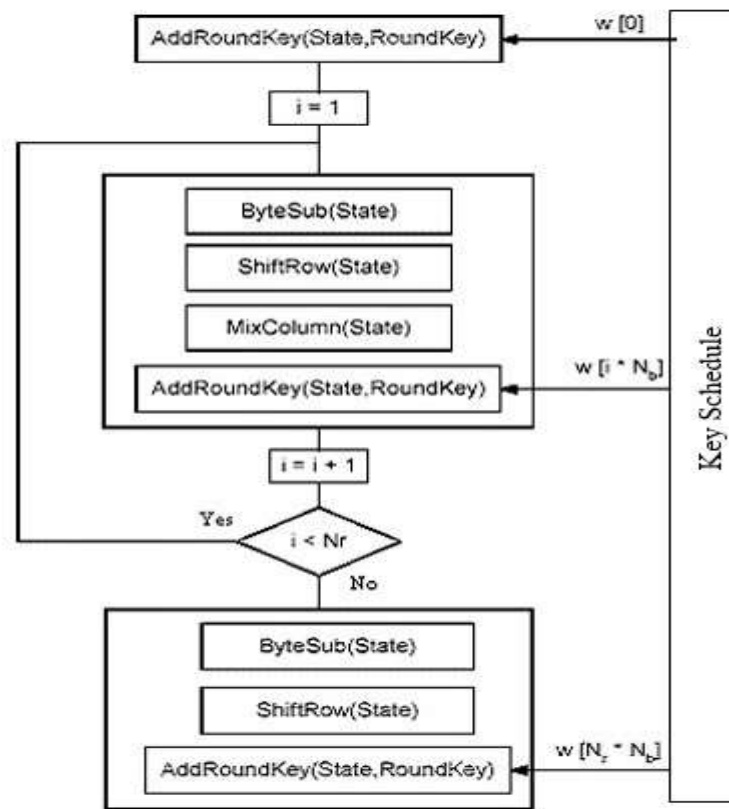 AddRoundKey(State,RoundKey)
w [0]
i = 1
ByteSub(State)
ShiftRow(State)
MixColumn(State)
AddRoundKey(State,RoundKey)
w [i * Nb]
i = i + 1
Yes
i < Nr
No
ByteSub(State)
ShiftRow(State)
AddRoundKey(State,RoundKey)
w [Nr * Nb]
Key Schedule